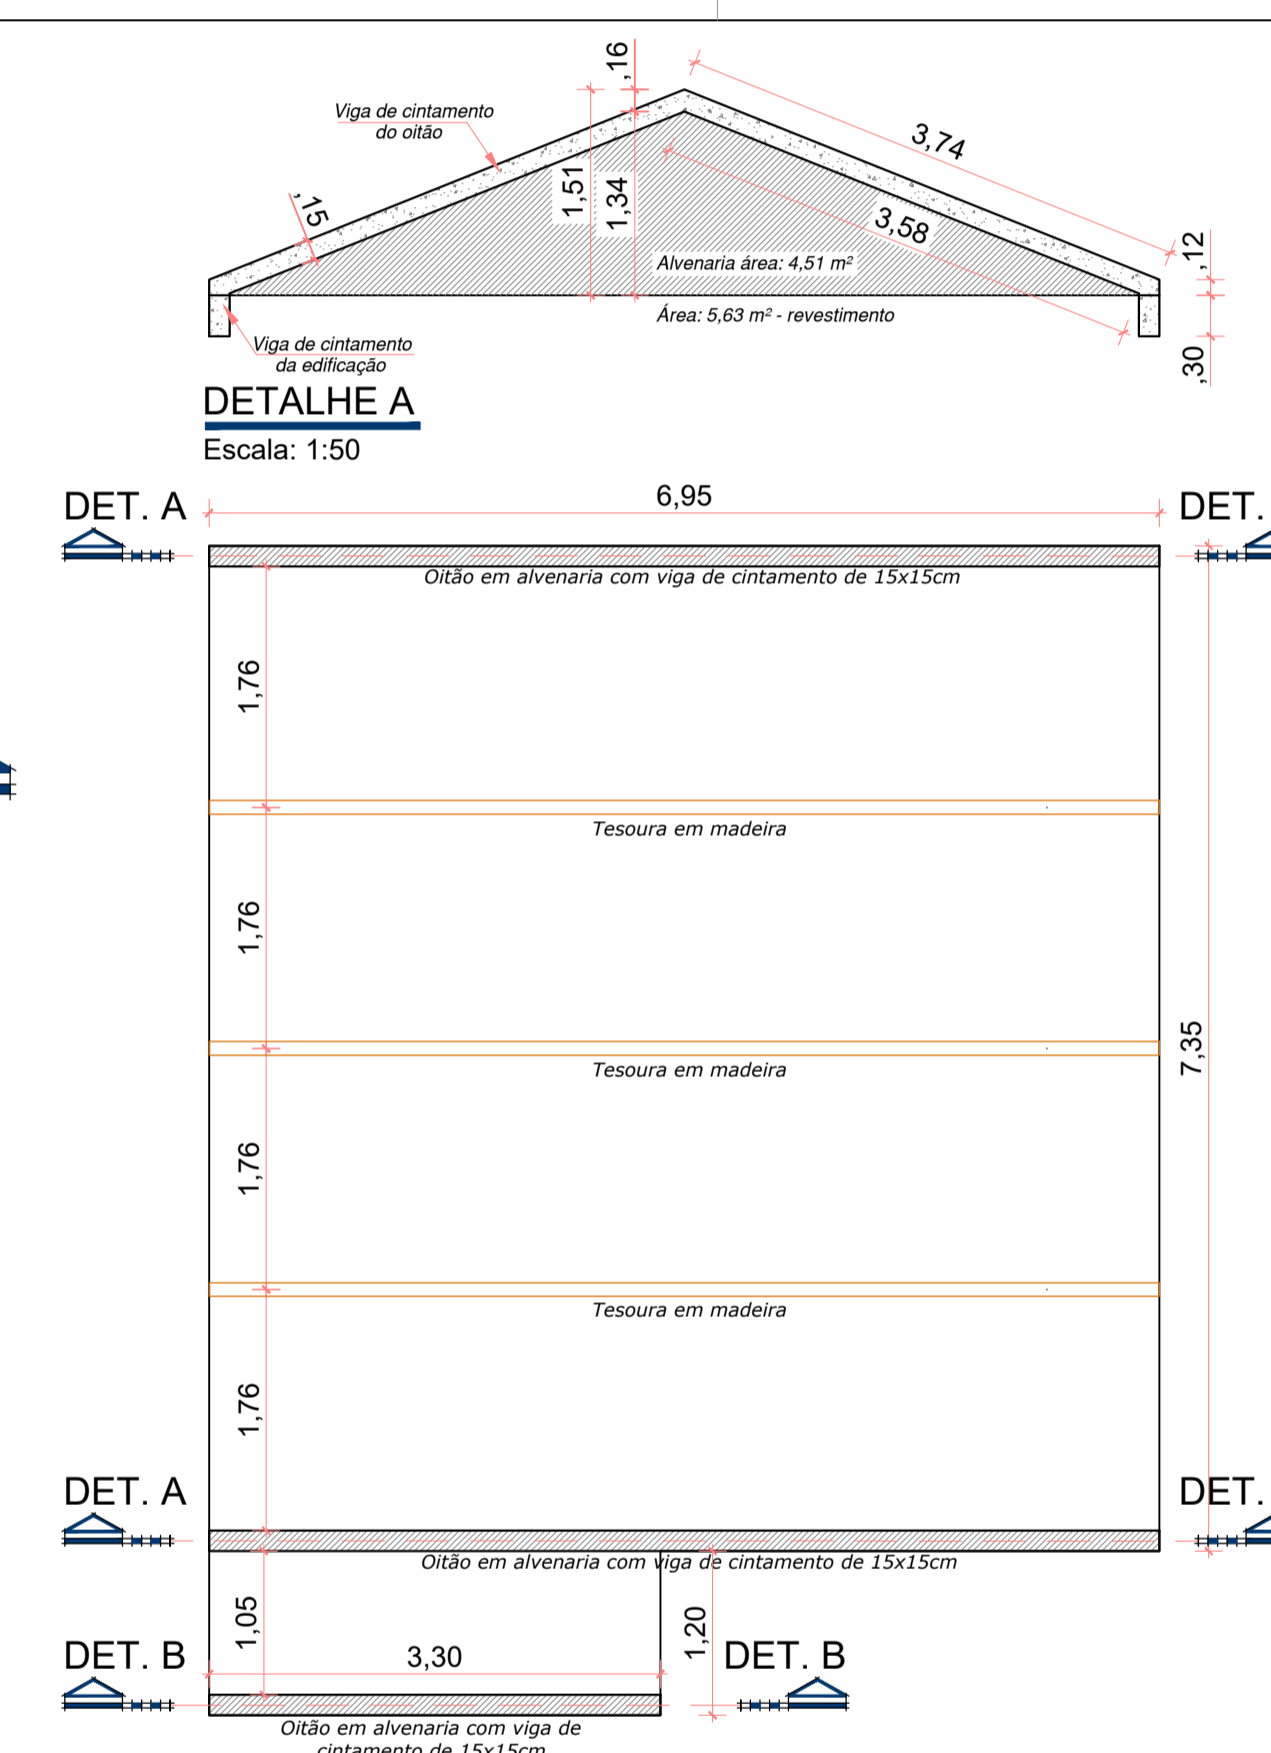 ,16
Viga de cintamento
do oitão
3,74
,15
1,51
1,34
3,58
,12
Alvenaria área: 4,51 m²
Área: 5,63 m² - revestimento
Viga de cintamento
da edificação
,30
DETALHE A
Escala: 1:50
DET. A
6,95
DET.
Oitão em alvenaria com viga de cintamento de 15x15cm
1,76
Tesoura em madeira
1,76
7,35
Tesoura em madeira
1,76
Tesoura em madeira
1,76
DET. A
DET.
Oitão em alvenaria com viga de cintamento de 15x15cm
1,05
1,20
DET. B
3,30
DET. B
Oitão em alvenaria com viga de
cintamento de 15x15cm